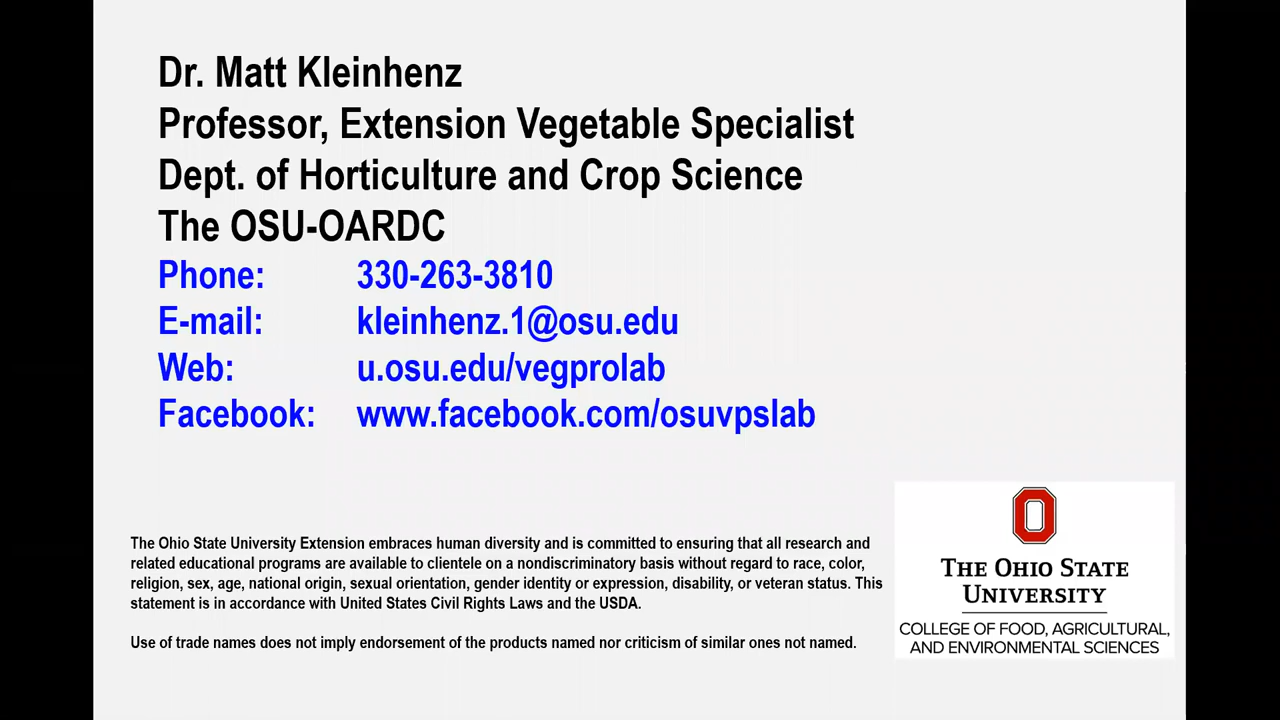 Dr. Matt Kleinhenz
Professor, Extension Vegetable Specialist
Dept. of Horticulture and Crop Science
The OSU-OARDC
Phone: 330-263-3810
E-mail: kleinhenz.1@osu.edu
Web: u.osu.edu/vegprolab
Facebook: www.facebook.com/osuvpslab
The Ohio State University Extension embraces human diversity and is committed to ensuring that all research and
related educational programs are available to clientele on a nondiscriminatory basis without regard to race, color,
religion, sex, age, national origin, sexual orientation, gender identity or expression, disability, or veteran status. This
statement is in accordance with United States Civil Rights Laws and the USDA.
Use of trade names does not imply endorsement of the products named nor criticism of similar ones not named.
THE OHIO STATE
UNIVERSITY
COLLEGE OF FOOD, AGRICULTURAL,
AND ENVIRONMENTAL SCIENCES